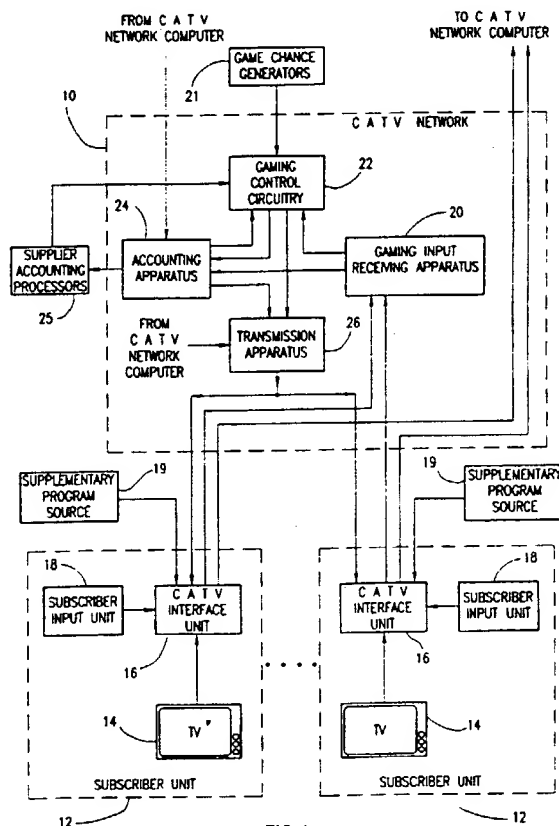 FROM C A T V
NETWORK COMPUTER
TO C A T V
NETWORK COMPUTER
GAME CHANCE
GENERATORS
21
10
C A T V NETWORK
GAMING
CONTROL
CIRCUITRY
22
24
20
SUPPLIER
ACCOUNTING
PROCESSORS
25
ACCOUNTING
APPARATUS
GAMING INPUT
RECEIVING APPARATUS
FROM
C A T V
NETWORK
COMPUTER
TRANSMISSION
APPARATUS
26
SUPPLEMENTARY
PROGRAM
SOURCE
19
19
SUPPLEMENTARY
PROGRAM
SOURCE
18
SUBSCRIBER
INPUT UNIT
C A T V
INTERFACE
UNIT
16
14
TV
SUBSCRIBER UNIT
12
C A T V
INTERFACE
UNIT
16
18
SUBSCRIBER
INPUT UNIT
TV
14
SUBSCRIBER UNIT
12